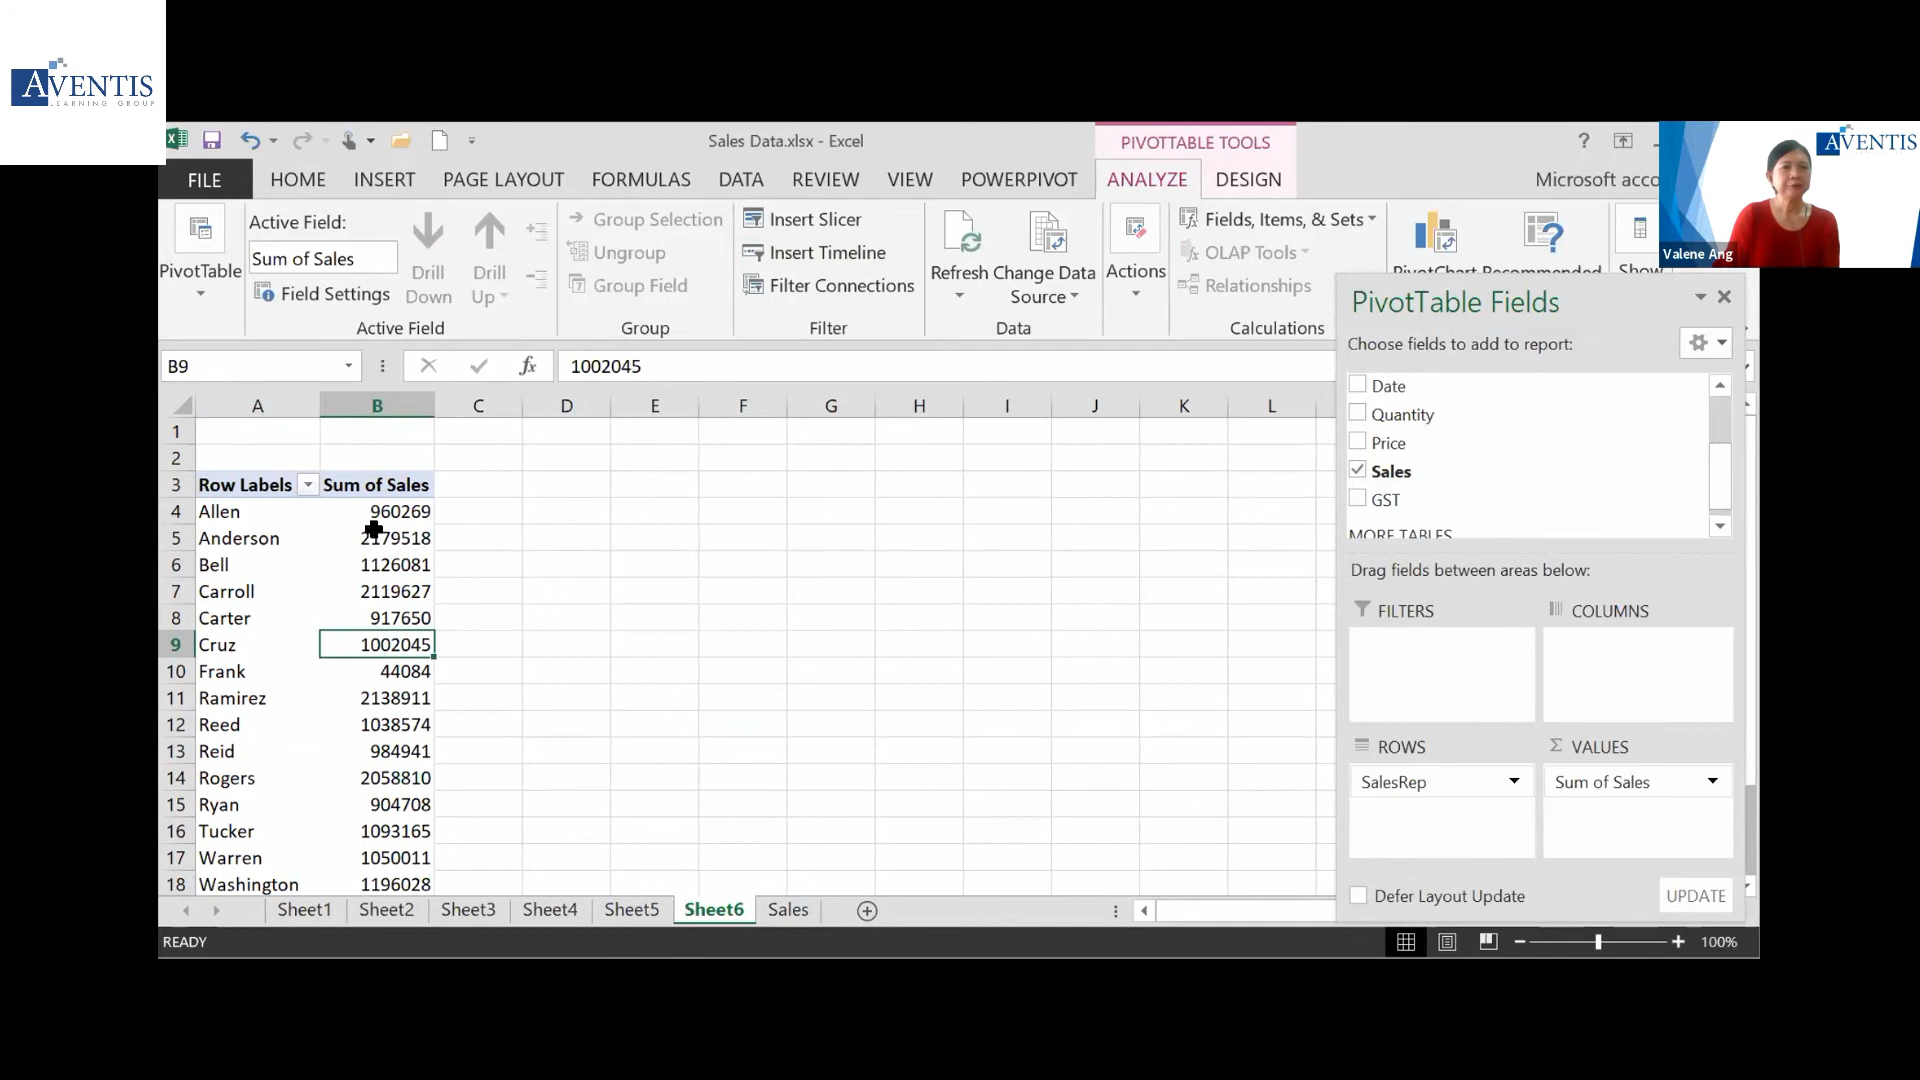 AVENTIS
LEARNING GROUP
Sales Data.xlsx - Excel
PIVOTTABLE TOOLS
?
AVENTIS
FILE
HOME
INSERT
PAGE LAYOUT
FORMULAS
DATA
REVIEW
VIEW
POWERPIVOT
ANALYZE
DESIGN
Microsoft acco
Valene Ang
PivotTable
Active Field:
Sum of Sales
Field Settings
Drill
Down
Drill
Up
Active Field
Group Selection
Ungroup
Group Field
Group
Insert Slicer
Insert Timeline
Filter Connections
Filter
Refresh
Change Data
Source
Data
Actions
Fields, Items, & Sets
OLAP Tools
Relationships
Calculations
PivotChart
Recommended
Show
B9
fx
1002045
A B C D E F G H I J K L
1
2
3 Row Labels Sum of Sales
4 Allen 960269
5 Anderson 2179518
6 Bell 1126081
7 Carroll 2119627
8 Carter 917650
9 Cruz 1002045
10 Frank 44084
11 Ramirez 2138911
12 Reed 1038574
13 Reid 984941
14 Rogers 2058810
15 Ryan 904708
16 Tucker 1093165
17 Warren 1050011
18 Washington 1196028
PivotTable Fields
Choose fields to add to report:
Date
Quantity
Price
Sales
GST
MORE TABLES
Drag fields between areas below:
FILTERS
COLUMNS
ROWS
Σ VALUES
SalesRep
Sum of Sales
Defer Layout Update
UPDATE
Sheet1
Sheet2
Sheet3
Sheet4
Sheet5
Sheet6
Sales
READY
100%